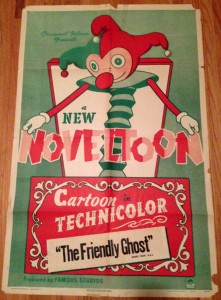 Paramount Pictures
Presents
a
NEW
NOVELTOON
Cartoon in
TECHNICOLOR
"The Friendly Ghost"
Produced by FAMOUS STUDIOS